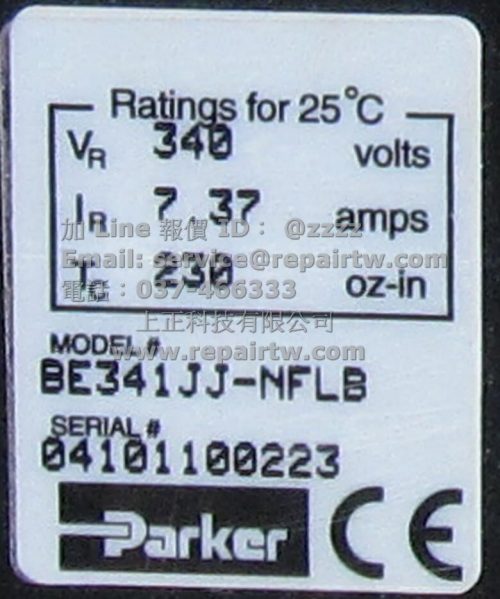 Ratings for 25°C
VR 340 volts
IR 7.37 amps
加 Line 報價 ID： @zzzz
Email: service@repairtw.com
T 230 oz-in
電話：037-466333
上正科技有限公司
MODEL # www.repairtw.com
BE341JJ-NFLB
SERIAL #
04101100223
Parker CE